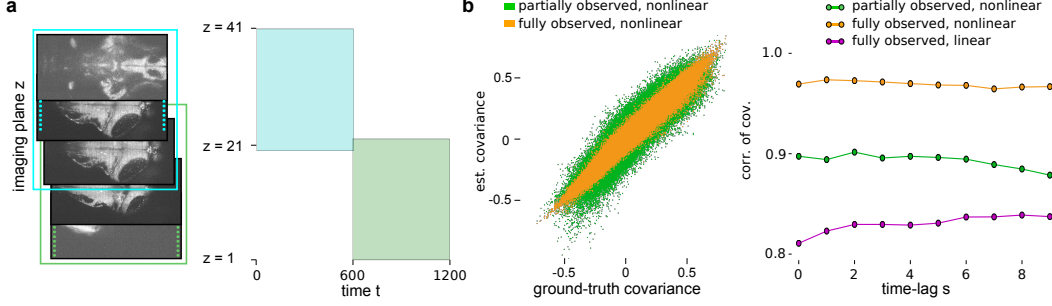 a
imaging plane z
z = 41
z = 21
z = 1
0
600
1200
time t
b
partially observed, nonlinear
fully observed, nonlinear
est. covariance
0.5
0
-0.5
-0.5
0
0.5
ground-truth covariance
partially observed, nonlinear
fully observed, nonlinear
fully observed, linear
corr. of cov.
1.0
0.9
0.8
0
2
4
6
8
time-lag s